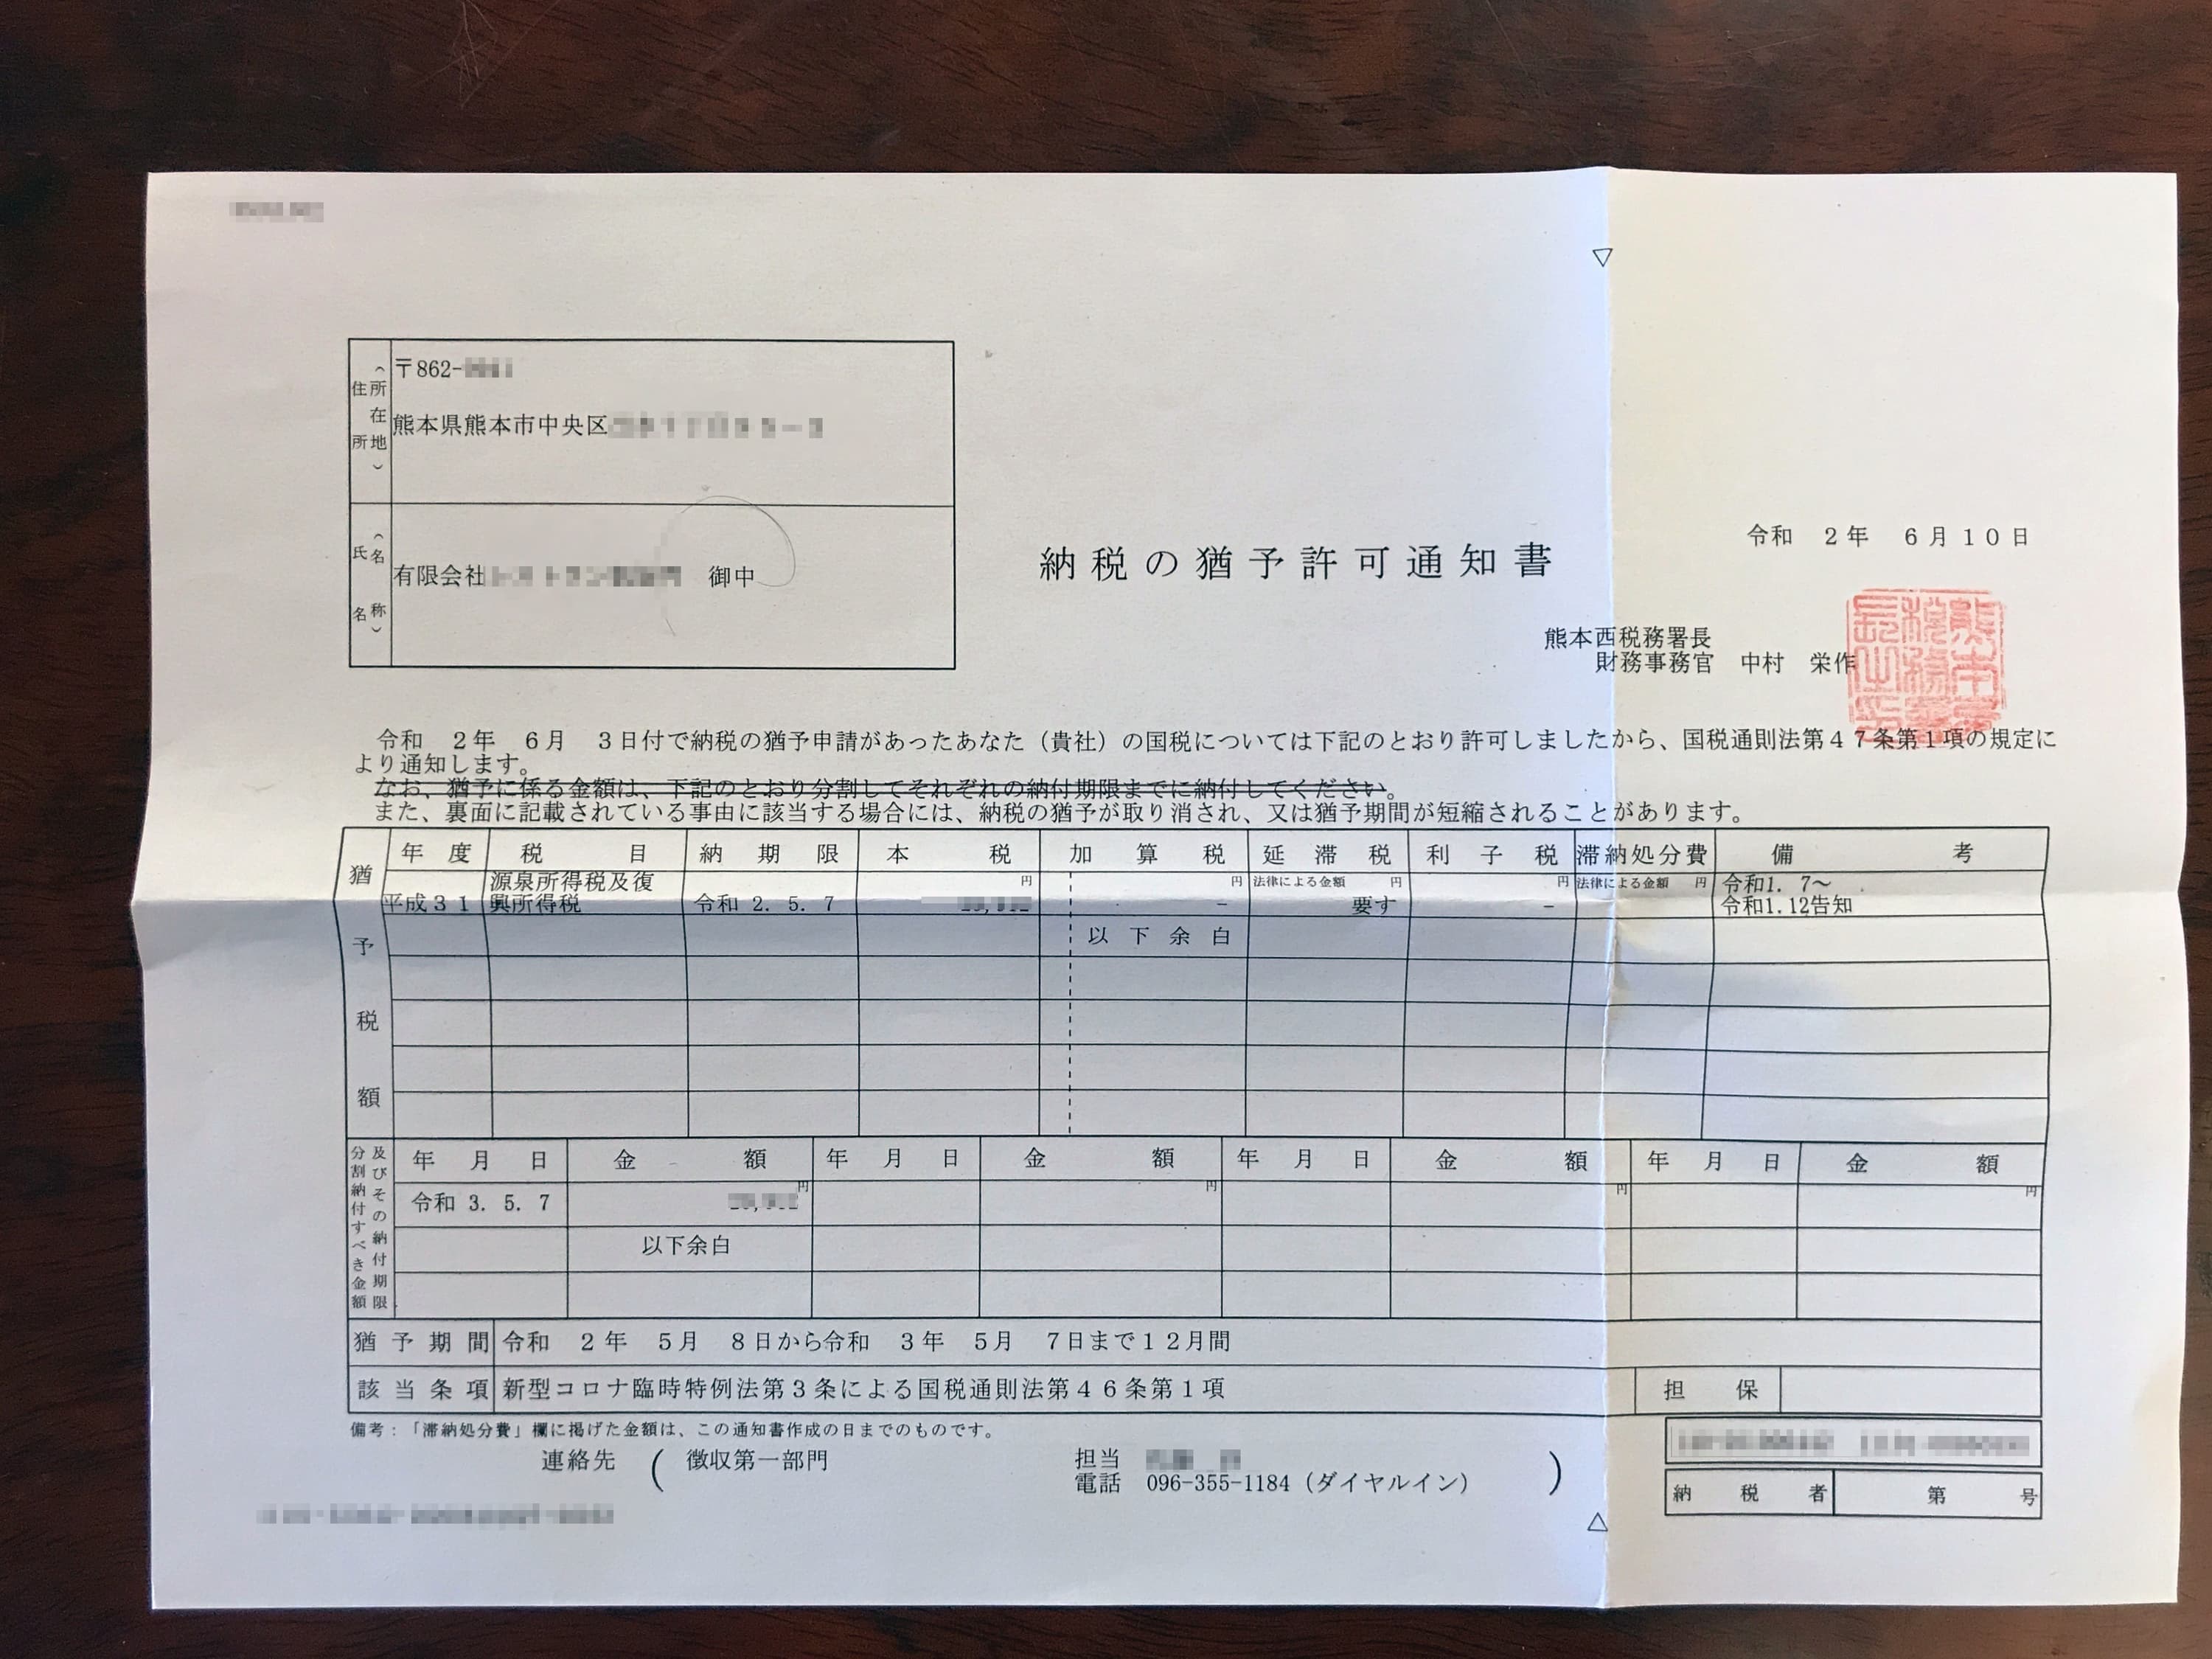 〒862-
住所(所在地)
熊本県熊本市中央区
氏名(名称)
有限会社 御中
納税の猶予許可通知書
令和 2年 6月10日
熊本西税務署長
財務事務官 中村 栄作
令和 2年 6月 3日付で納税の猶予申請があったあなた(貴社)の国税については下記のとおり許可しましたから、国税通則法第47条第1項の規定に
より通知します。
なお、猶予に係る金額は、下記のとおり分割してそれぞれの納付期限までに納付してください。
また、裏面に記載されている事由に該当する場合には、納税の猶予が取り消され、又は猶予期間が短縮されることがあります。
猶予税額
年度 税目 納期限 本税 加算税 延滞税 利子税 滞納処分費 備考
円 円 法律による金額 円 円 法律による金額 円
平成31 源泉所得税及復興所得税 令和 2. 5. 7 - 要す - 令和1. 7~令和1.12告知
以下余白
分割納付すべき金額及びその納付期限
年月日 金額 年月日 金額 年月日 金額 年月日 金額
令和 3. 5. 7 円 円 円 円
以下余白
猶予期間 令和 2年 5月 8日から令和 3年 5月 7日まで12月間
該当条項 新型コロナ臨時特例法第3条による国税通則法第46条第1項 担保
備考:「滞納処分費」欄に掲げた金額は、この通知書作成の日までのものです。
連絡先 ( 徴収第一部門 担当
電話 096-355-1184(ダイヤルイン) )
納税者 第 号